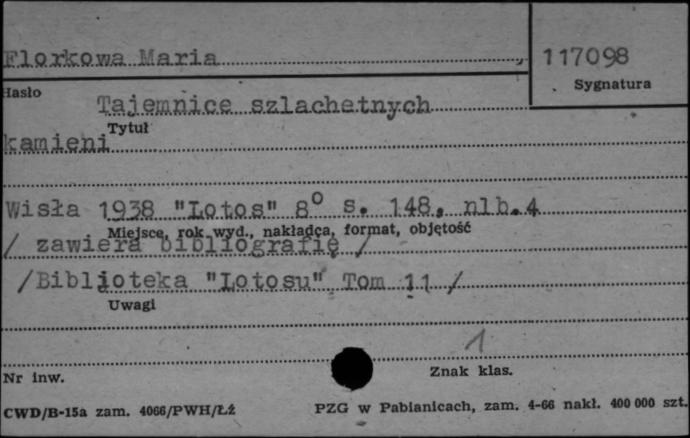 Florkowa Maria 117098
Hasło Sygnatura
Tajemnice szlachetnych
Tytuł
kamieni
Wisła 1938 "Lotos" 8° s. 148, nlb.4
Miejsce, rok wyd., nakładca, format, objętość
/ zawiera bibliografię /
/Biblioteka "Lotosu" Tom 11 /
Uwagi
1
Nr inw. Znak klas.
CWD/B-15a zam. 4066/PWH/Łź PZG w Pabianicach, zam. 4-66 nakł. 400 000 szt.